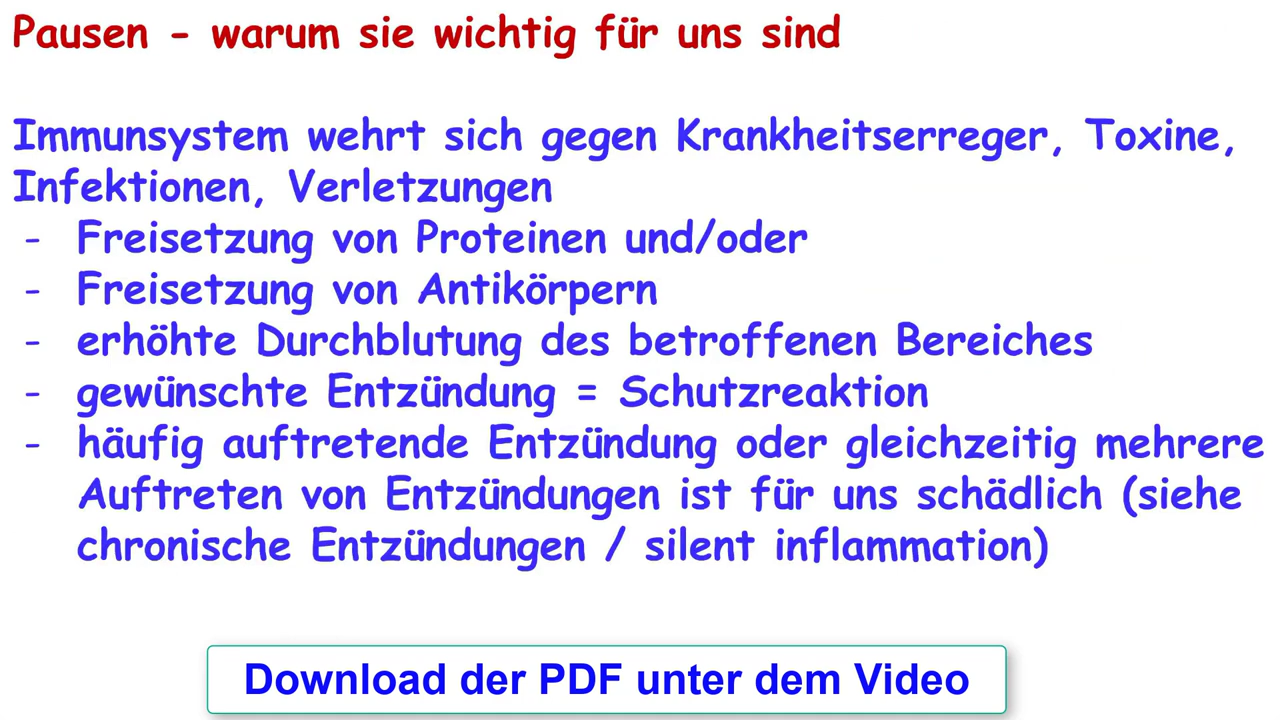 Pausen - warum sie wichtig für uns sind
Immunsystem wehrt sich gegen Krankheitserreger, Toxine,
Infektionen, Verletzungen
- Freisetzung von Proteinen und/oder
- Freisetzung von Antikörpern
- erhöhte Durchblutung des betroffenen Bereiches
- gewünschte Entzündung = Schutzreaktion
- häufig auftretende Entzündung oder gleichzeitig mehrere
Auftreten von Entzündungen ist für uns schädlich (siehe
chronische Entzündungen / silent inflammation)
Download der PDF unter dem Video